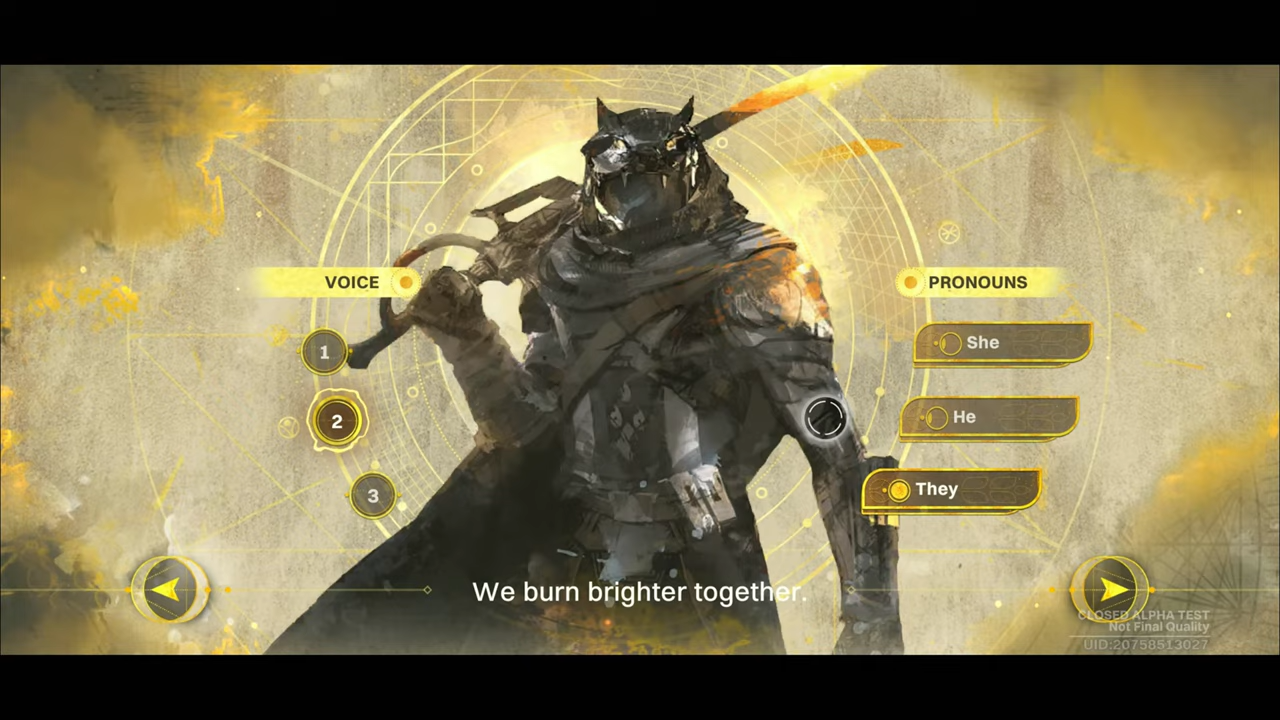 VOICE
PRONOUNS
1
She
2
He
3
They
We burn brighter together.
CLOSED ALPHA TEST
Not Final Quality
UID:20758513027